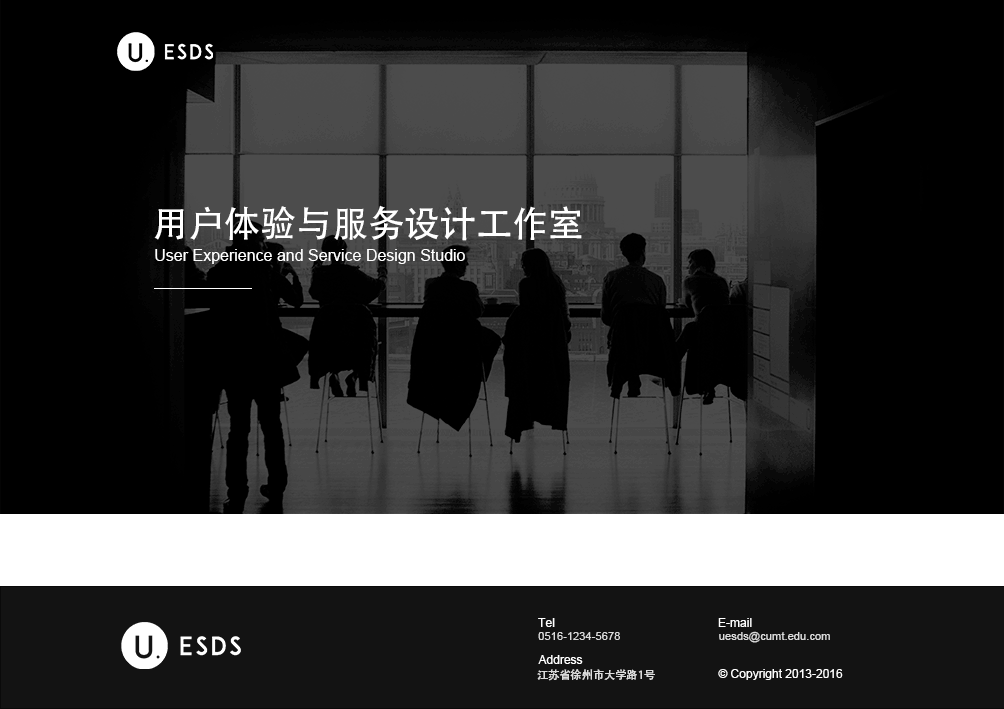 U. ESDS
用户体验与服务设计工作室
User Experience and Service Design Studio
U. ESDS
Tel
0516-1234-5678
Address
江苏省徐州市大学路1号
E-mail
uesds@cumt.edu.com
© Copyright 2013-2016